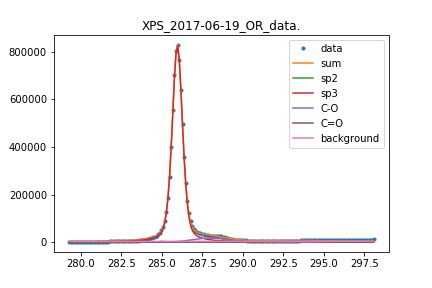 XPS_2017-06-19_OR_data.
800000
600000
400000
200000
0
280.0 282.5 285.0 287.5 290.0 292.5 295.0 297.5
data
sum
sp2
sp3
C-O
C=O
background